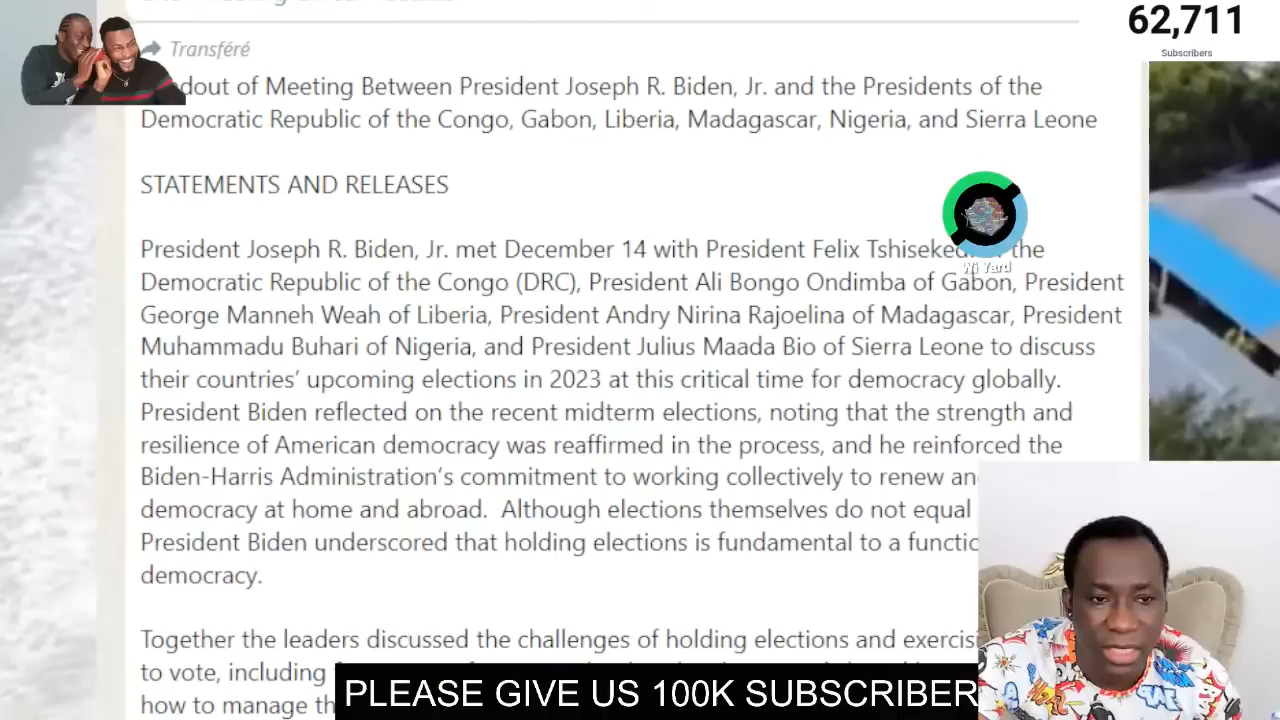 62,711
Subscribers
Transféré
dout of Meeting Between President Joseph R. Biden, Jr. and the Presidents of the
Democratic Republic of the Congo, Gabon, Liberia, Madagascar, Nigeria, and Sierra Leone
STATEMENTS AND RELEASES
President Joseph R. Biden, Jr. met December 14 with President Felix Tshisekedi the
Wi Yard
Democratic Republic of the Congo (DRC), President Ali Bongo Ondimba of Gabon, President
George Manneh Weah of Liberia, President Andry Nirina Rajoelina of Madagascar, President
Muhammadu Buhari of Nigeria, and President Julius Maada Bio of Sierra Leone to discuss
their countries’ upcoming elections in 2023 at this critical time for democracy globally.
President Biden reflected on the recent midterm elections, noting that the strength and
resilience of American democracy was reaffirmed in the process, and he reinforced the
Biden-Harris Administration’s commitment to working collectively to renew an
democracy at home and abroad.  Although elections themselves do not equal
President Biden underscored that holding elections is fundamental to a functio
democracy.
Together the leaders discussed the challenges of holding elections and exercisi
to vote, including
how to manage th
PLEASE GIVE US 100K SUBSCRIBER